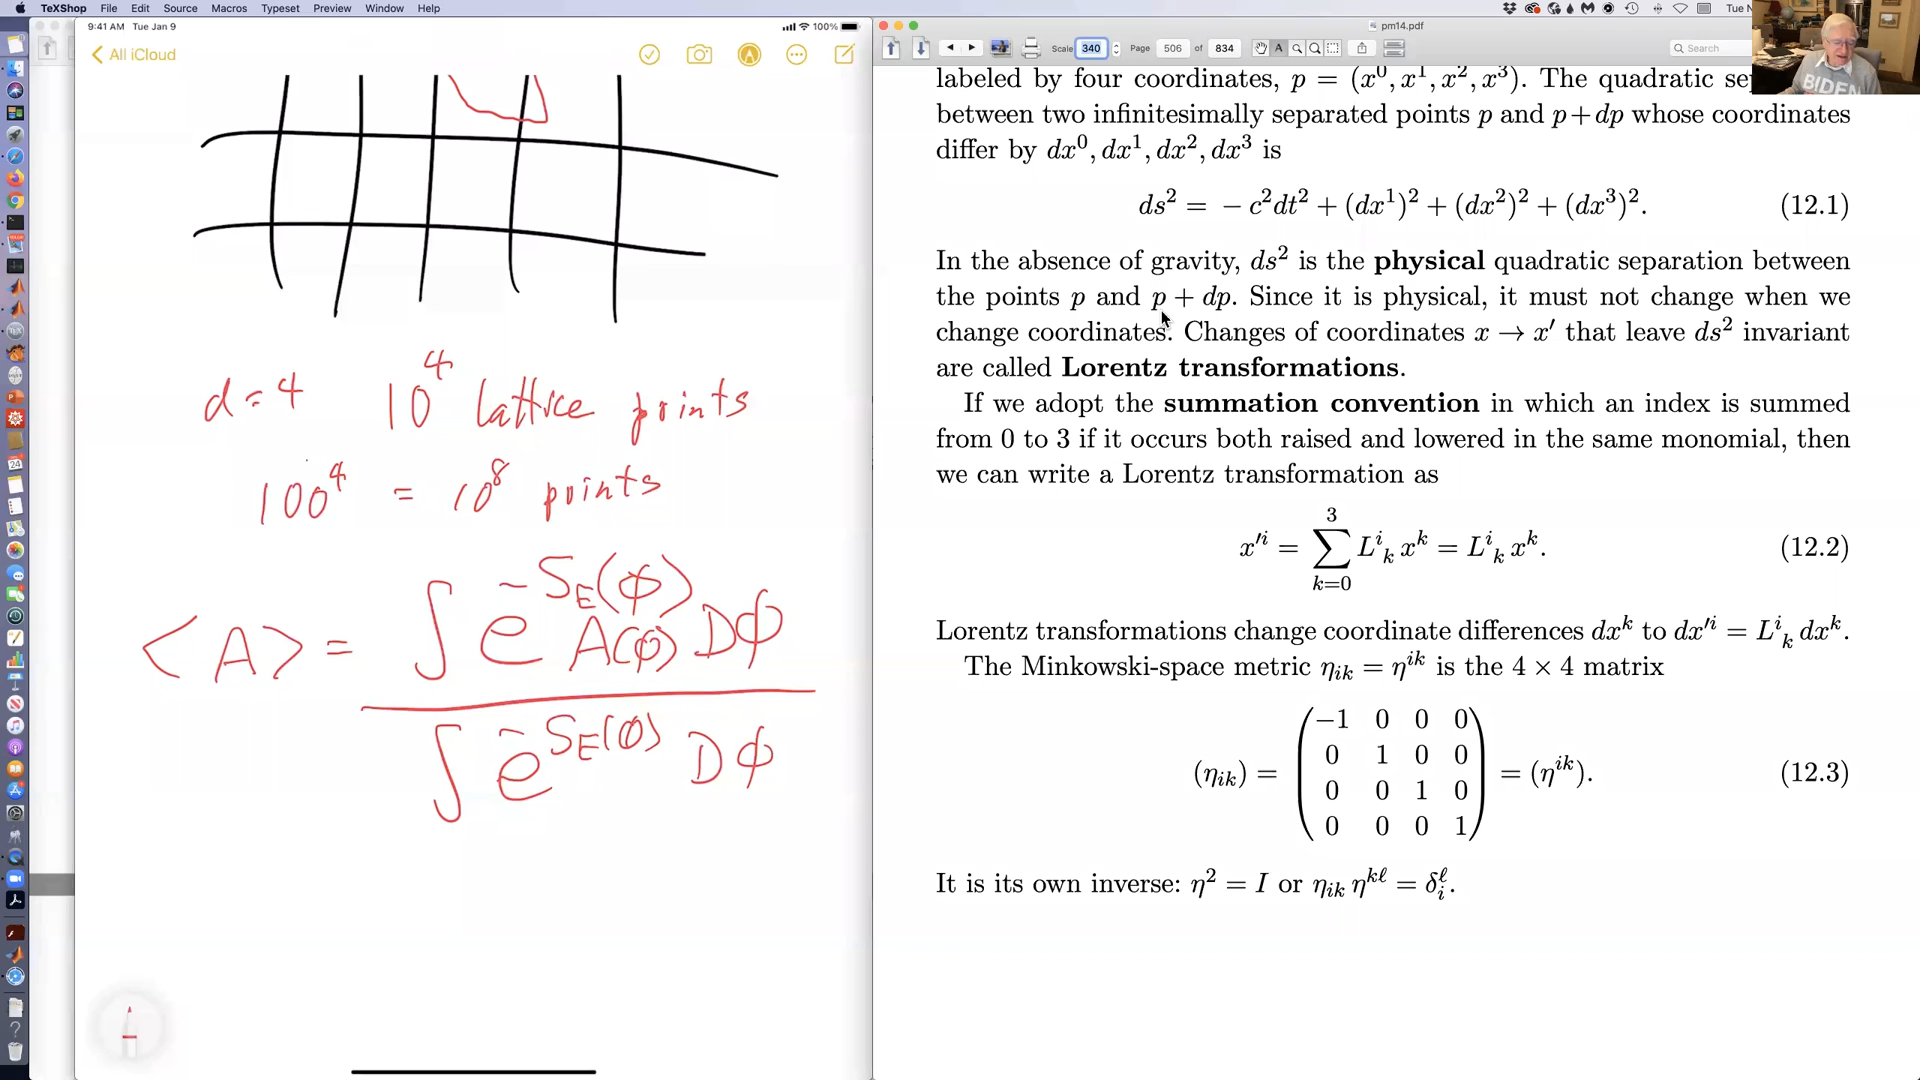 TeXShop File Edit Source Macros Typeset Preview Window Help
Tue N
9:41 AM Tue Jan 9
100%
All iCloud
d = 4 10^4 lattice points
100^4 = 10^8 points
<A> = ∫ e^{-S_E(φ)} A(φ) Dφ
∫ e^{-S_E(φ)} Dφ
pm14.pdf
Scale 340 Page 506 of 834 Search
labeled by four coordinates, p = (x^0, x^1, x^2, x^3). The quadratic se
between two infinitesimally separated points p and p + dp whose coordinates
differ by dx^0, dx^1, dx^2, dx^3 is
ds^2 = − c^2dt^2 + (dx^1)^2 + (dx^2)^2 + (dx^3)^2. (12.1)
In the absence of gravity, ds^2 is the physical quadratic separation between
the points p and p + dp. Since it is physical, it must not change when we
change coordinates. Changes of coordinates x → x′ that leave ds^2 invariant
are called Lorentz transformations.
If we adopt the summation convention in which an index is summed
from 0 to 3 if it occurs both raised and lowered in the same monomial, then
we can write a Lorentz transformation as
x′^i = ∑_{k=0}^{3} L^i_k x^k = L^i_k x^k. (12.2)
Lorentz transformations change coordinate differences dx^k to dx′^i = L^i_k dx^k.
The Minkowski-space metric η_{ik} = η^{ik} is the 4 × 4 matrix
−1 0 0 0
0 1 0 0
(η_{ik}) = = (η^{ik}). (12.3)
0 0 1 0
0 0 0 1
It is its own inverse: η^2 = I or η_{ik} η^{kℓ} = δ_i^ℓ.
BIDEN